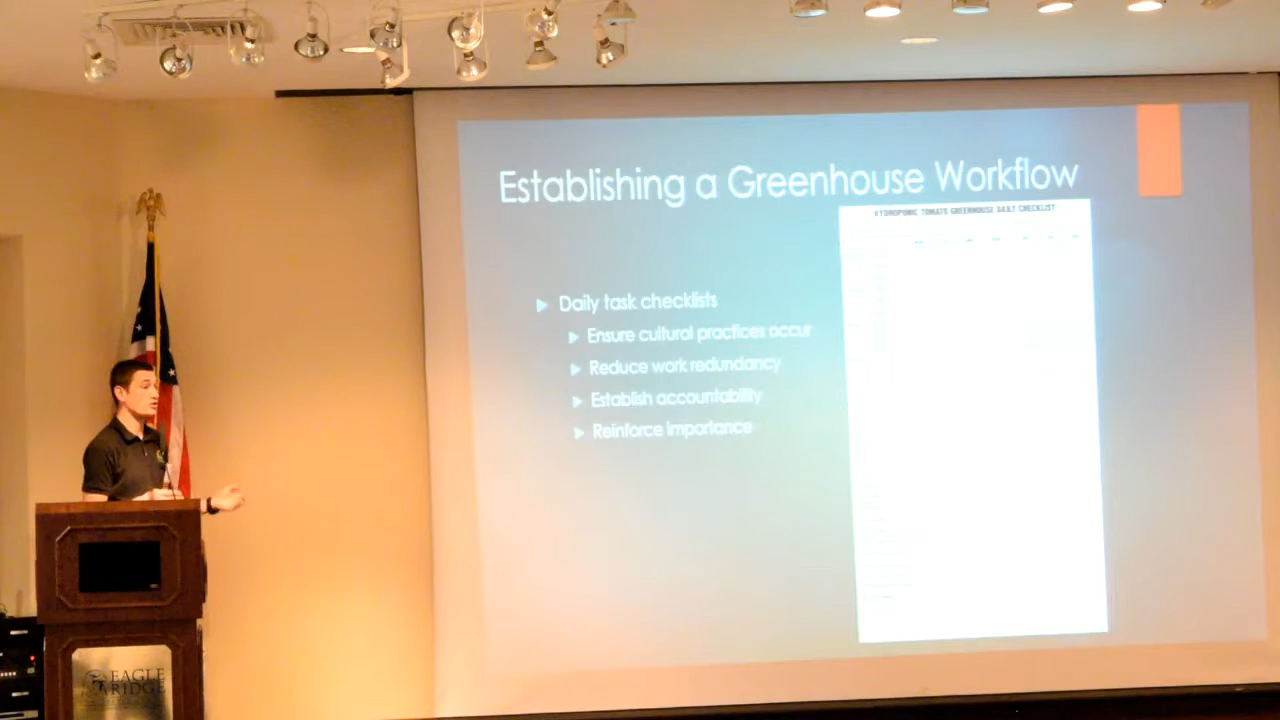 Establishing a Greenhouse Workflow
HYDROPONIC TOMATO GREENHOUSE DAILY CHECKLIST
Daily task checklists
Ensure cultural practices occur
Reduce work redundancy
Establish accountability
Reinforce importance
EAGLE
RIDGE